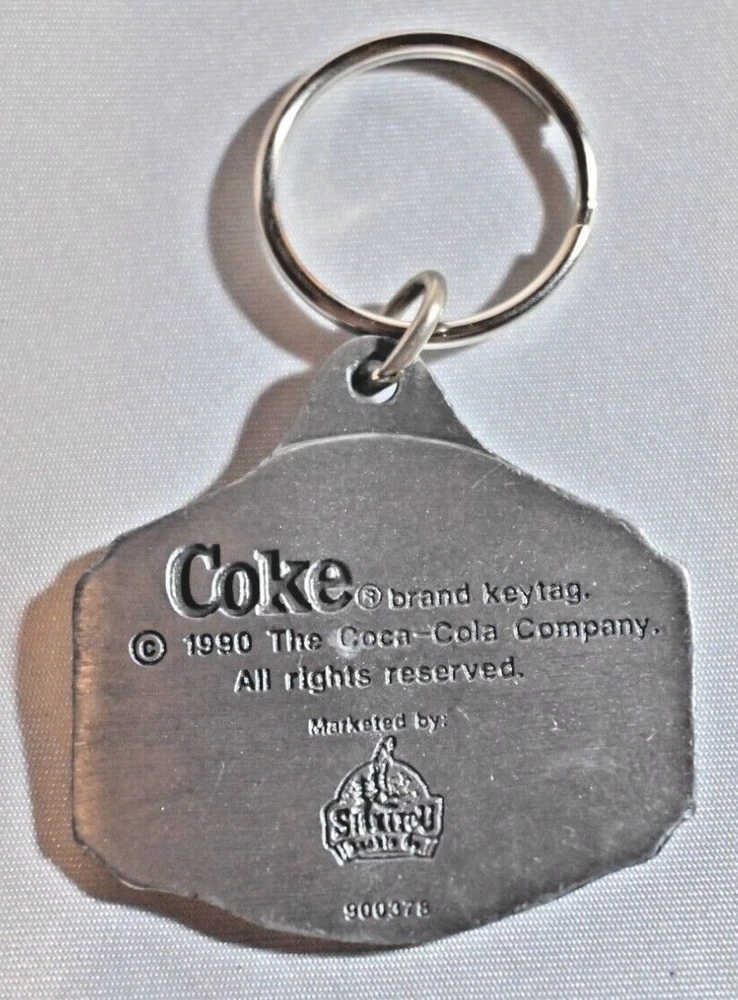 Coke® brand keytag.
© 1990 The Coca-Cola Company.
All rights reserved.
Marketed by:
900378